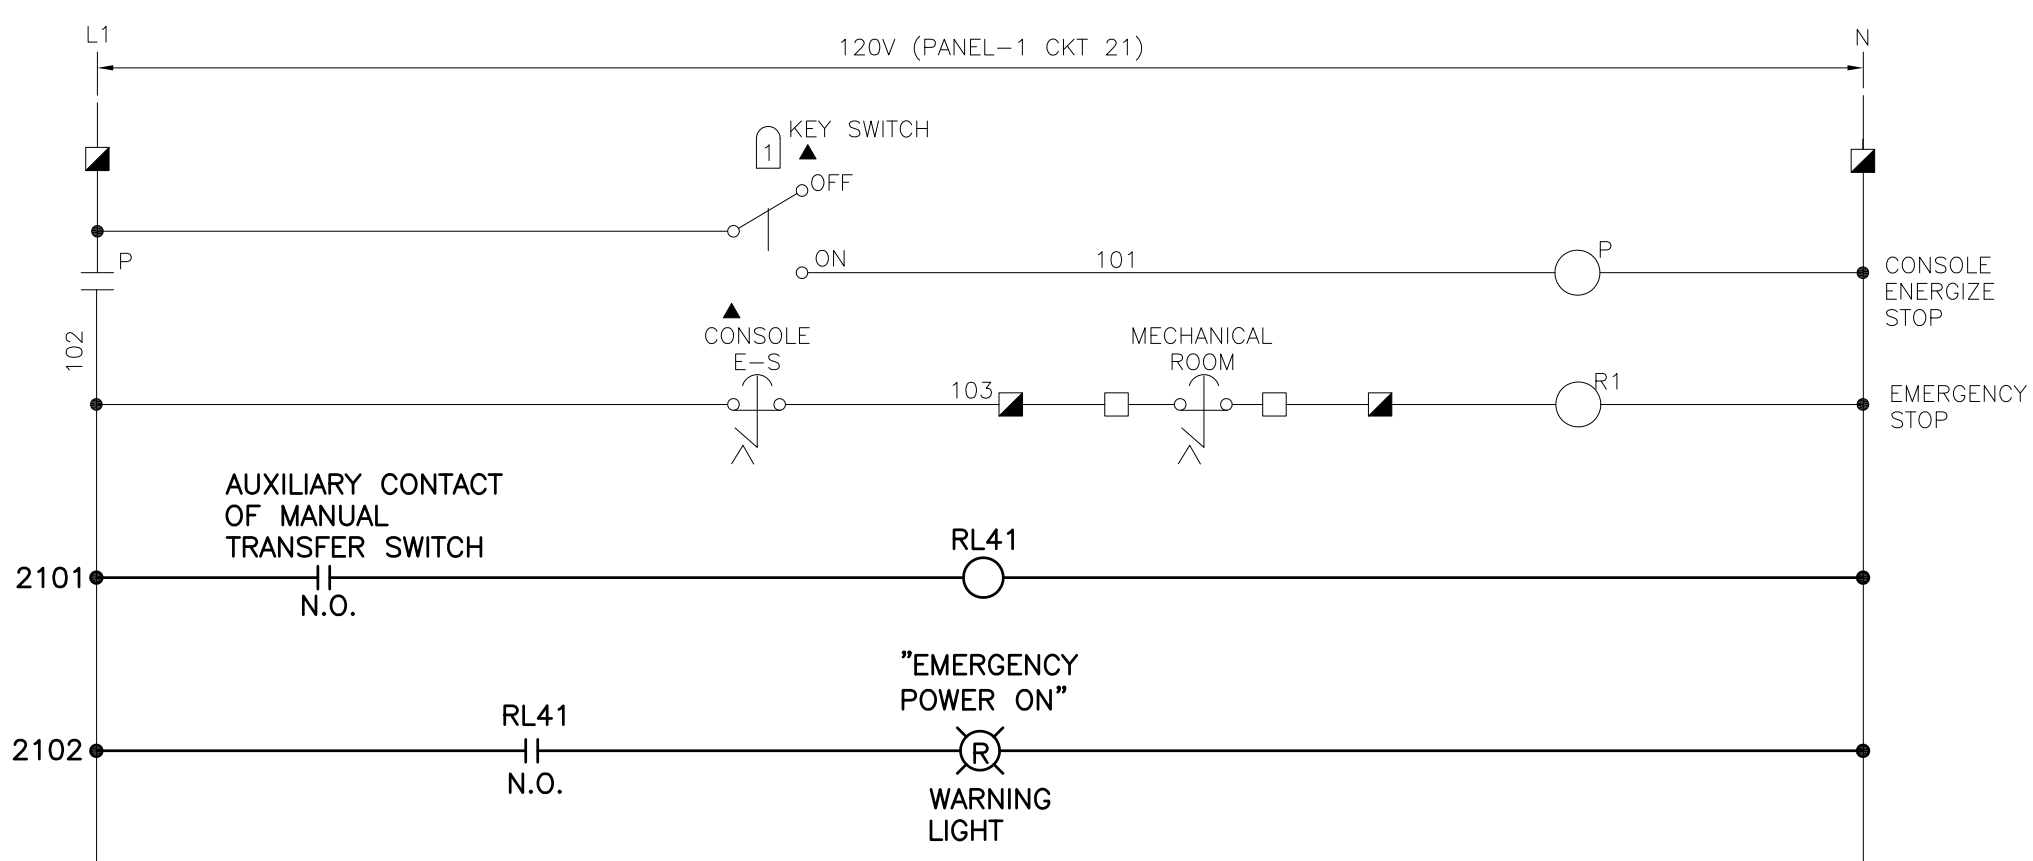 L1
120V (PANEL-1 CKT 21)
N
KEY SWITCH
1
OFF
P
ON
101
P
CONSOLE
ENERGIZE
STOP
102
CONSOLE
E-S
MECHANICAL
ROOM
103
R1
EMERGENCY
STOP
AUXILIARY CONTACT
OF MANUAL
TRANSFER SWITCH
RL41
2101
N.O.
"EMERGENCY
POWER ON"
RL41
2102
R
N.O.
WARNING
LIGHT